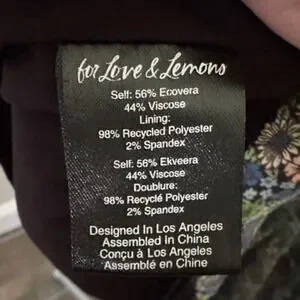 for Love & Lemons
Self: 56% Ecovera
44% Viscose
Lining:
98% Recycled Polyester
2% Spandex
Self: 56% Ekveera
44% Viscose
Doublure:
98% Recyclé Polyester
2% Spandex
Designed In Los Angeles
Assembled In China
Conçu à Los Angeles
Assemblé en Chine